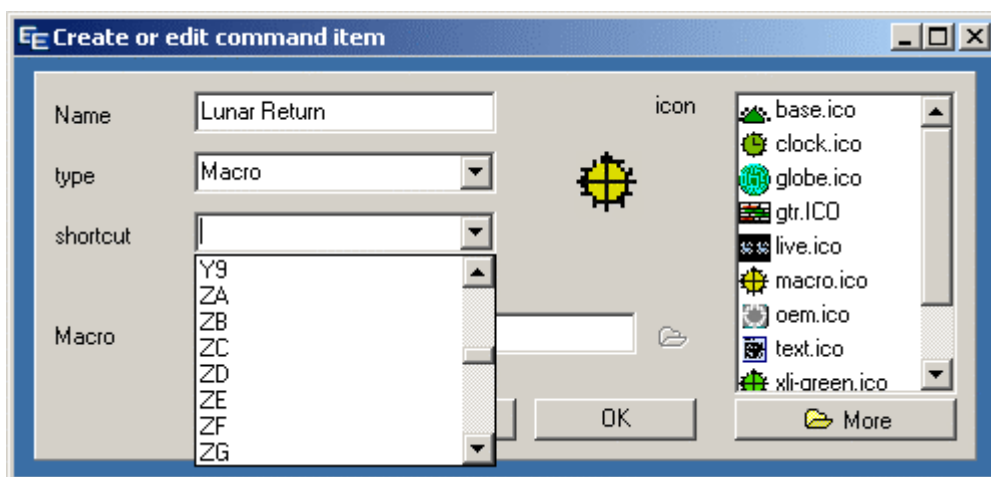 EE Create or edit command item
Name
Lunar Return
icon
type
Macro
shortcut
Y9
ZA
ZB
ZC
ZD
ZE
ZF
ZG
Macro
OK
base.ico
clock.ico
globe.ico
gtr.ICO
live.ico
macro.ico
oem.ico
text.ico
xli-green.ico
More